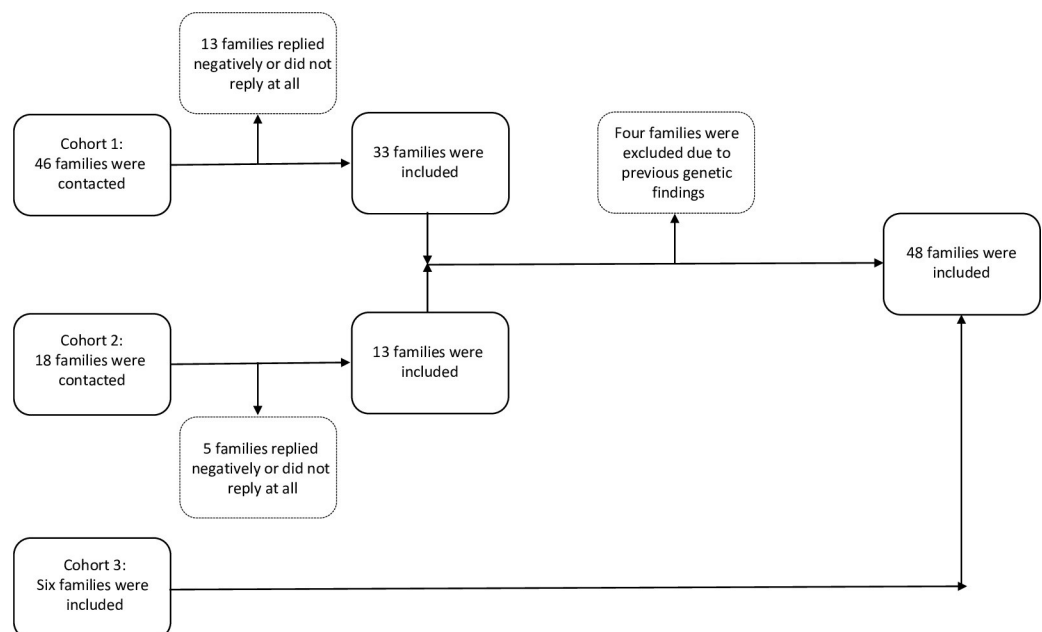 13 families replied
negatively or did not
reply at all
Cohort 1:
46 families were
contacted
33 families were
included
Four families were
excluded due to
previous genetic
findings
48 families were
included
Cohort 2:
18 families were
contacted
13 families were
included
5 families replied
negatively or did not
reply at all
Cohort 3:
Six families were
included